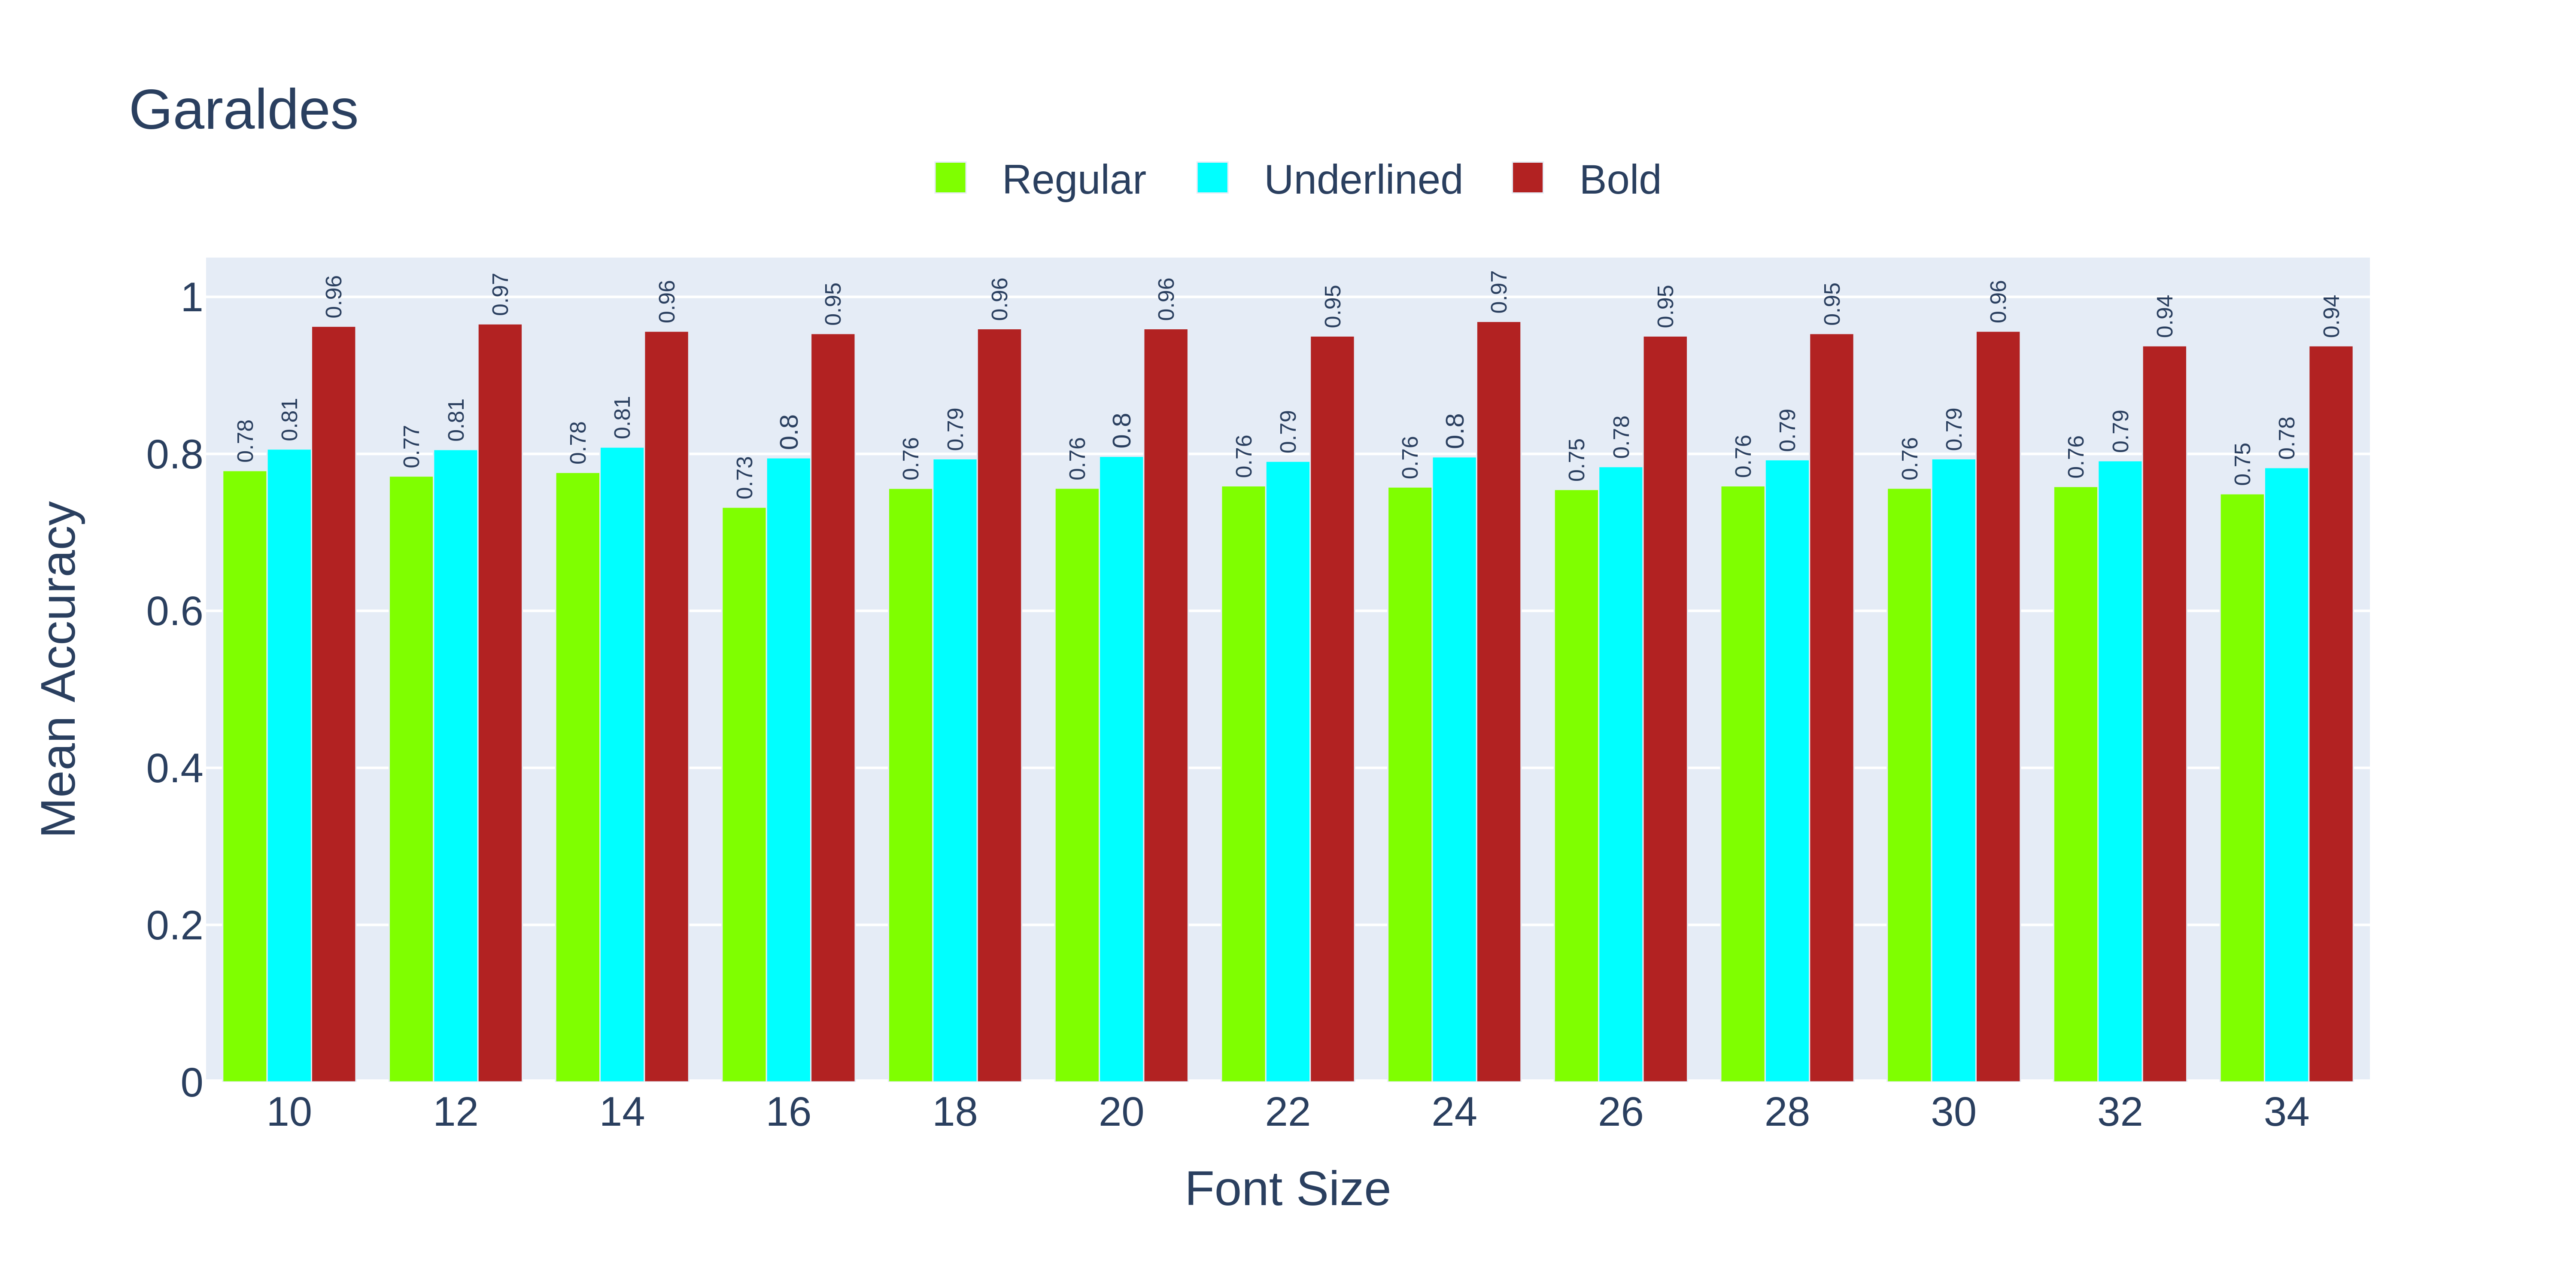 Garaldes
Regular Underlined Bold
Mean Accuracy
1
0.8
0.6
0.4
0.2
0
0.78 0.81 0.96
0.77 0.81 0.97
0.78 0.81 0.96
0.73 0.8 0.95
0.76 0.79 0.96
0.76 0.8 0.96
0.76 0.79 0.95
0.76 0.8 0.97
0.75 0.78 0.95
0.76 0.79 0.95
0.76 0.79 0.96
0.76 0.79 0.94
0.75 0.78 0.94
10 12 14 16 18 20 22 24 26 28 30 32 34
Font Size